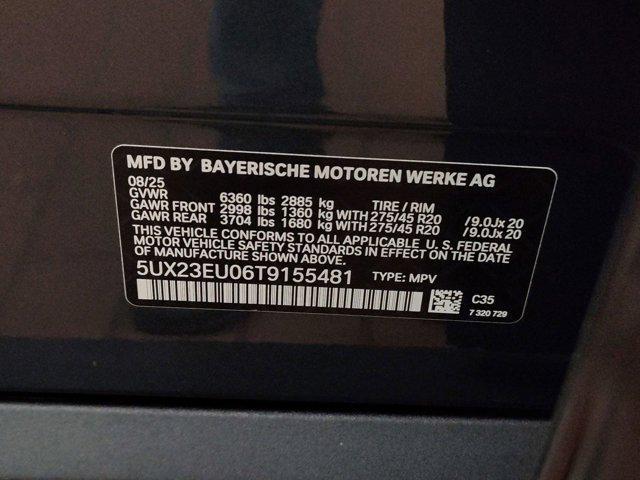 MFD BY BAYERISCHE MOTOREN WERKE AG
08/25
GVWR 6360 lbs 2885 kg TIRE / RIM
GAWR FRONT 2998 lbs 1360 kg WITH 275/45 R20 /9.0Jx 20
GAWR REAR 3704 lbs 1680 kg WITH 275/45 R20 /9.0Jx 20
THIS VEHICLE CONFORMS TO ALL APPLICABLE U. S. FEDERAL
MOTOR VEHICLE SAFETY STANDARDS IN EFFECT ON THE DATE OF
MANUFACTURE SHOWN ABOVE.
5UX23EU06T9155481 TYPE: MPV
C35
7 320 729